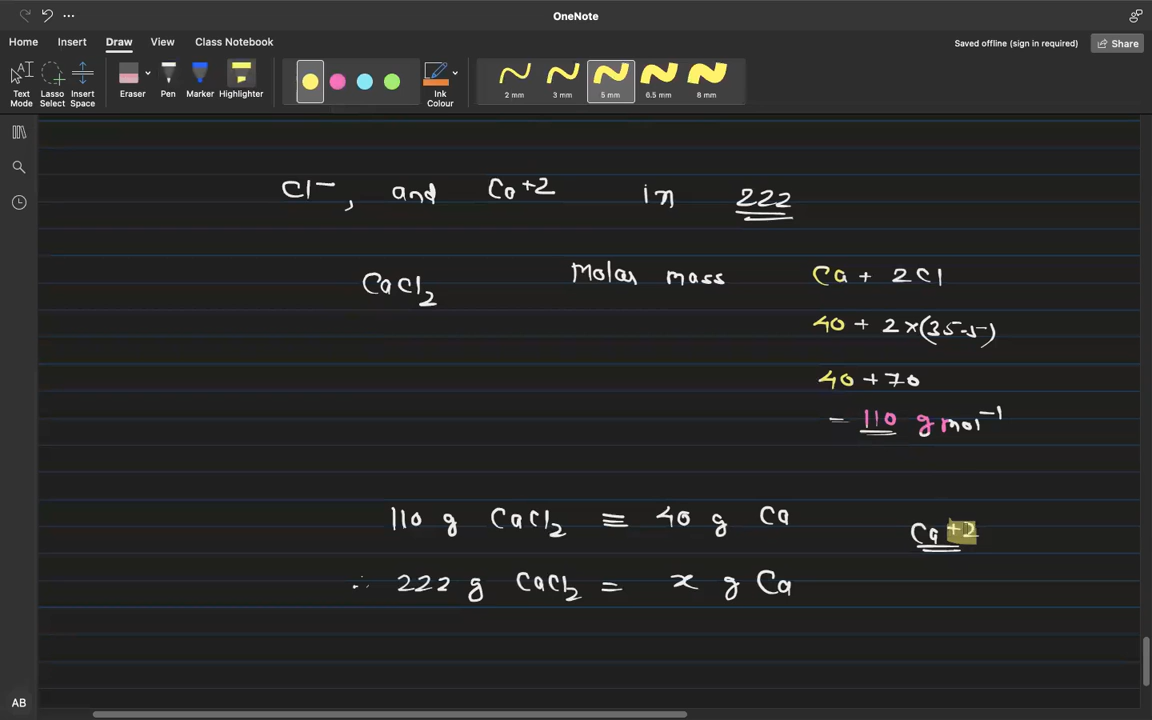 OneNote
Home Insert Draw View Class Notebook
Saved offline (sign in required) Share
Text Mode Lasso Select Insert Space Eraser Pen Marker Highlighter Ink Colour 2 mm 3 mm 5 mm 6.5 mm 8 mm
Cl⁻, and Ca⁺² in 222
CaCl₂ Molar mass Ca + 2Cl
40 + 2×(35.5)
40 + 70
= 110 g mol⁻¹
110 g CaCl₂ ≡ 40 g Ca Ca⁺²
∴ 222 g CaCl₂ = x g Ca
AB